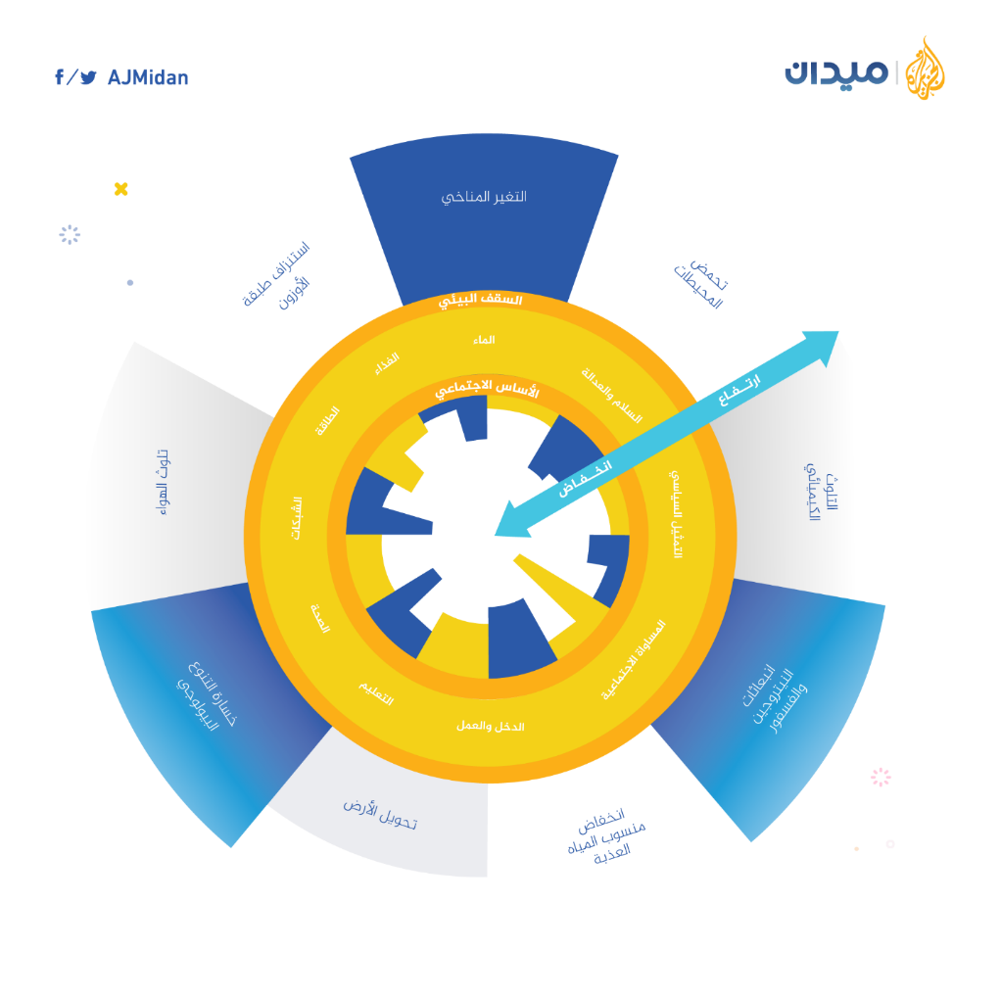 AJMidan
ميدان
التغير المناخي
استنزاف طبقة
الأوزون
تحمض
المحيطات
السقف البيئي
الماء
الغذاء
السلام والعدالة
الأساس الاجتماعي
ارتــفــاع
الطاقة
انـخــفــاض
تلوث الهواء
الشبكات
التمثيل السياسي
التلوث
الكيميائي
الصحة
المساواة الاجتماعية
خسارة التنوع
البيولوجي
التعليم
انبعاثات
النيتروجين
والفسفور
الدخل والعمل
تحويل الأرض
انخفاض
منسوب المياه
العذبة